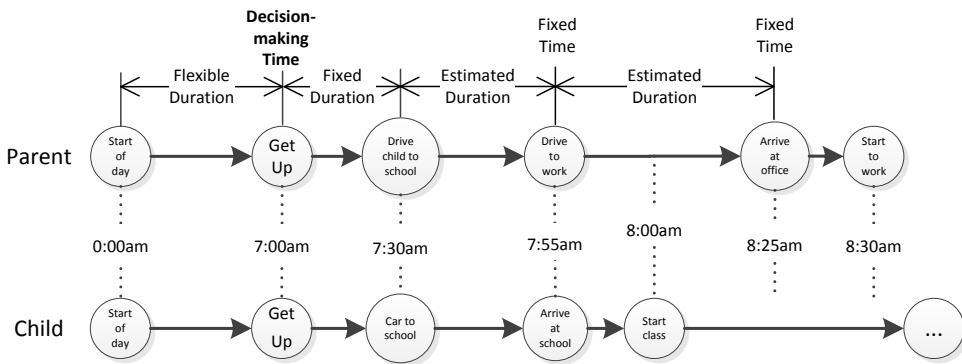 Decision-
making
Time
Fixed
Time
Fixed
Time
Flexible
Duration
Fixed
Duration
Estimated
Duration
Estimated
Duration
Parent
Start
of
day
Get
Up
Drive
child to
school
Drive
to
work
Arrive
at
office
Start
to
work
0:00am
7:00am
7:30am
7:55am
8:00am
8:25am
8:30am
Child
Start
of
day
Get
Up
Car to
school
Arrive
at
school
Start
class
...